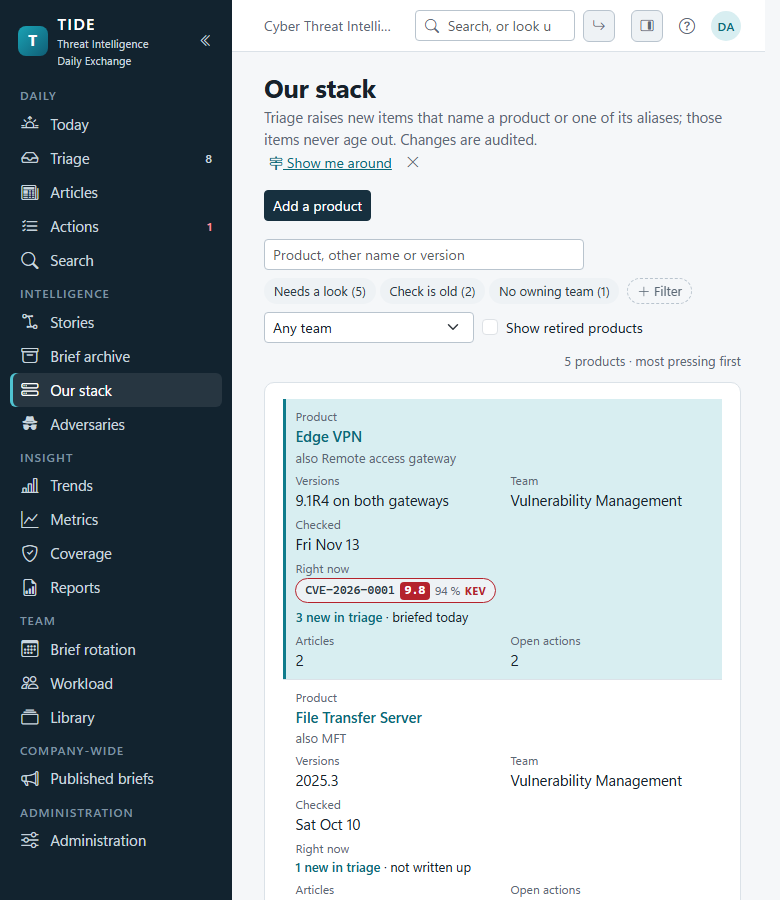 T
TIDE
Threat Intelligence
Daily Exchange
DAILY
Today
Triage 8
Articles
Actions 1
Search
INTELLIGENCE
Stories
Brief archive
Our stack
Adversaries
INSIGHT
Trends
Metrics
Coverage
Reports
TEAM
Brief rotation
Workload
Library
COMPANY-WIDE
Published briefs
ADMINISTRATION
Administration
Cyber Threat Intelli...
Search, or look u
DA
Our stack
Triage raises new items that name a product or one of its aliases; those
items never age out. Changes are audited.
Show me around
Add a product
Product, other name or version
Needs a look (5) Check is old (2) No owning team (1) + Filter
Any team Show retired products
5 products · most pressing first
Product
Edge VPN
also Remote access gateway
Versions Team
9.1R4 on both gateways Vulnerability Management
Checked
Fri Nov 13
Right now
CVE-2026-0001 9.8 94 % KEV
3 new in triage · briefed today
Articles Open actions
2 2
Product
File Transfer Server
also MFT
Versions Team
2025.3 Vulnerability Management
Checked
Sat Oct 10
Right now
1 new in triage · not written up
Articles Open actions